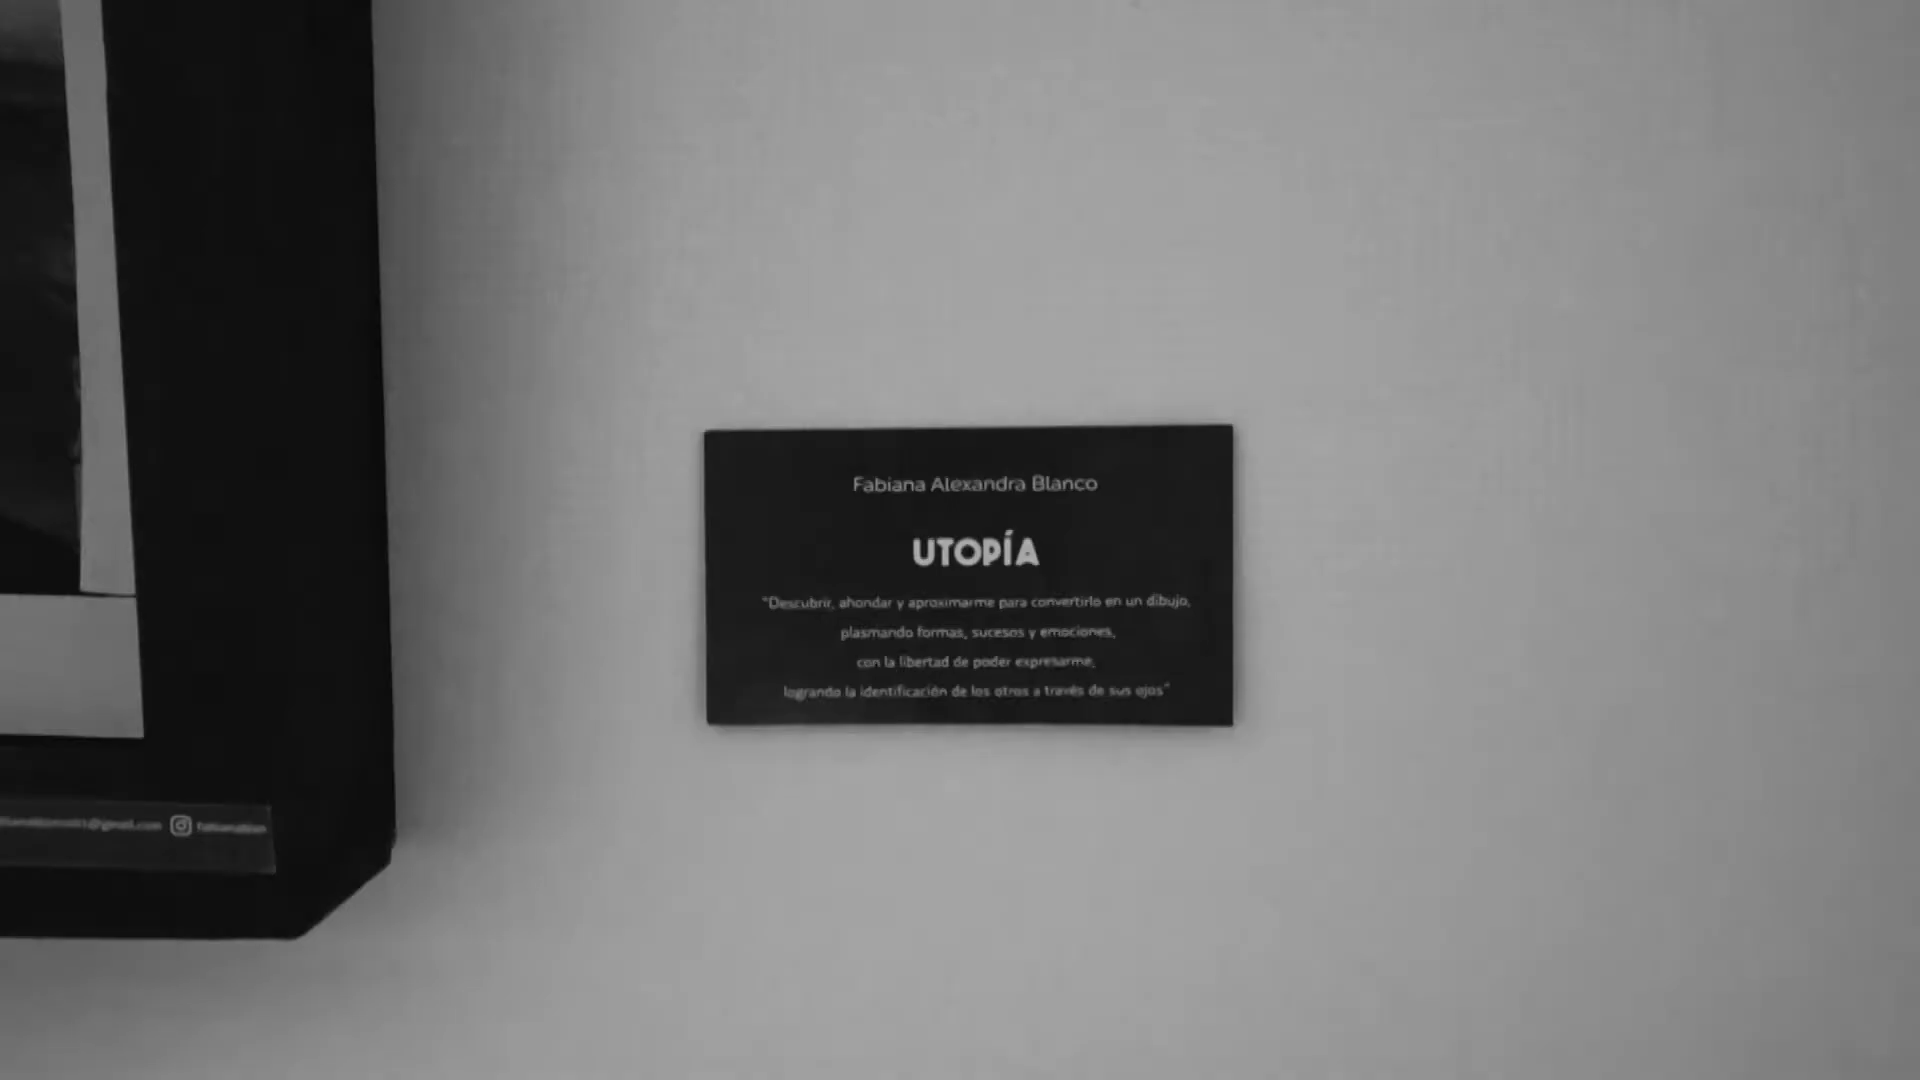 Fabiana Alexandra Blanco
UTOPÍA
"Descubrir, ahondar y aproximarme para convertirlo en un dibujo,
plasmando formas, sucesos y emociones,
con la libertad de poder expresarme,
logrando la identificación de los otros a través de sus ojos"